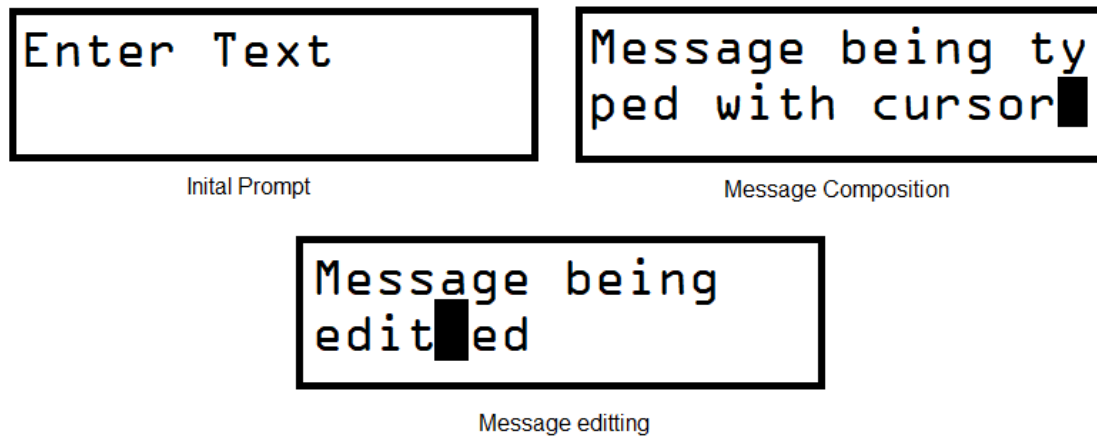 Enter Text
Inital Prompt
Message being ty
ped with cursor
Message Composition
Message being
edit ed
Message editting